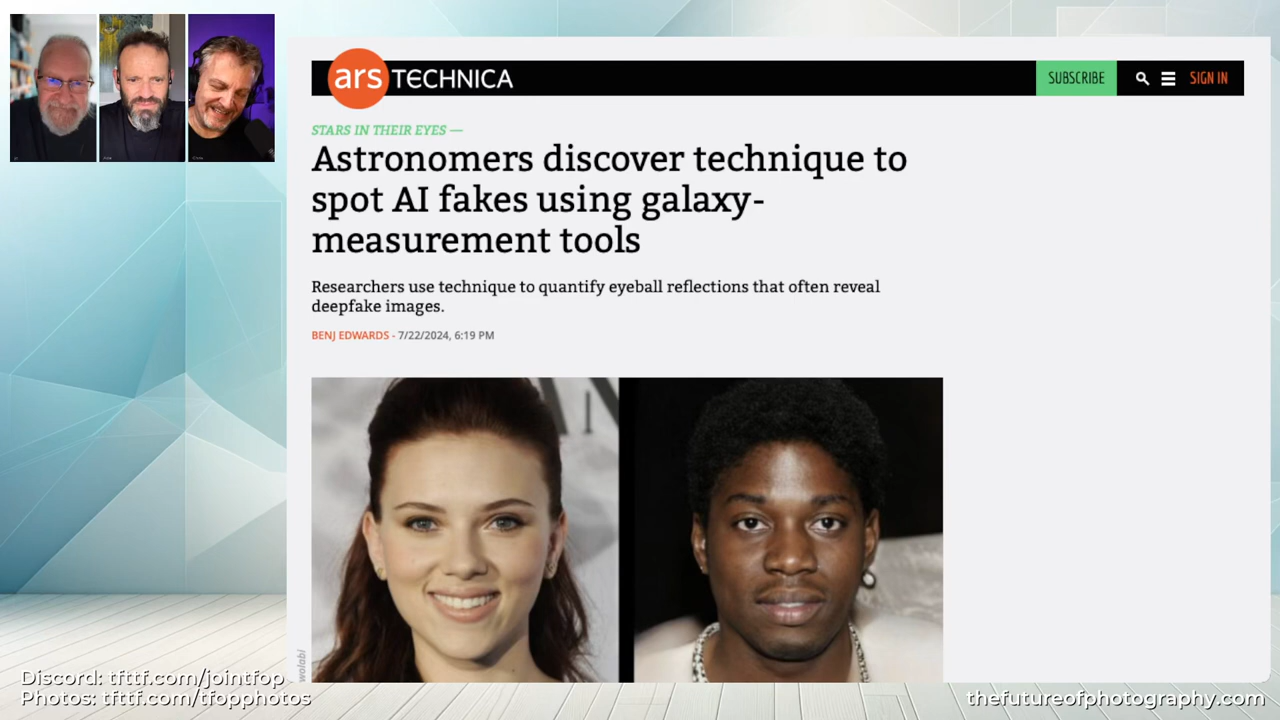 ars TECHNICA
SUBSCRIBE
SIGN IN
STARS IN THEIR EYES —
Astronomers discover technique to
spot AI fakes using galaxy-
measurement tools
Researchers use technique to quantify eyeball reflections that often reveal
deepfake images.
BENJ EDWARDS - 7/22/2024, 6:19 PM
Discord: tfttf.com/jointfop
Photos: tfttf.com/tfopphotos
thefutureofphotography.com